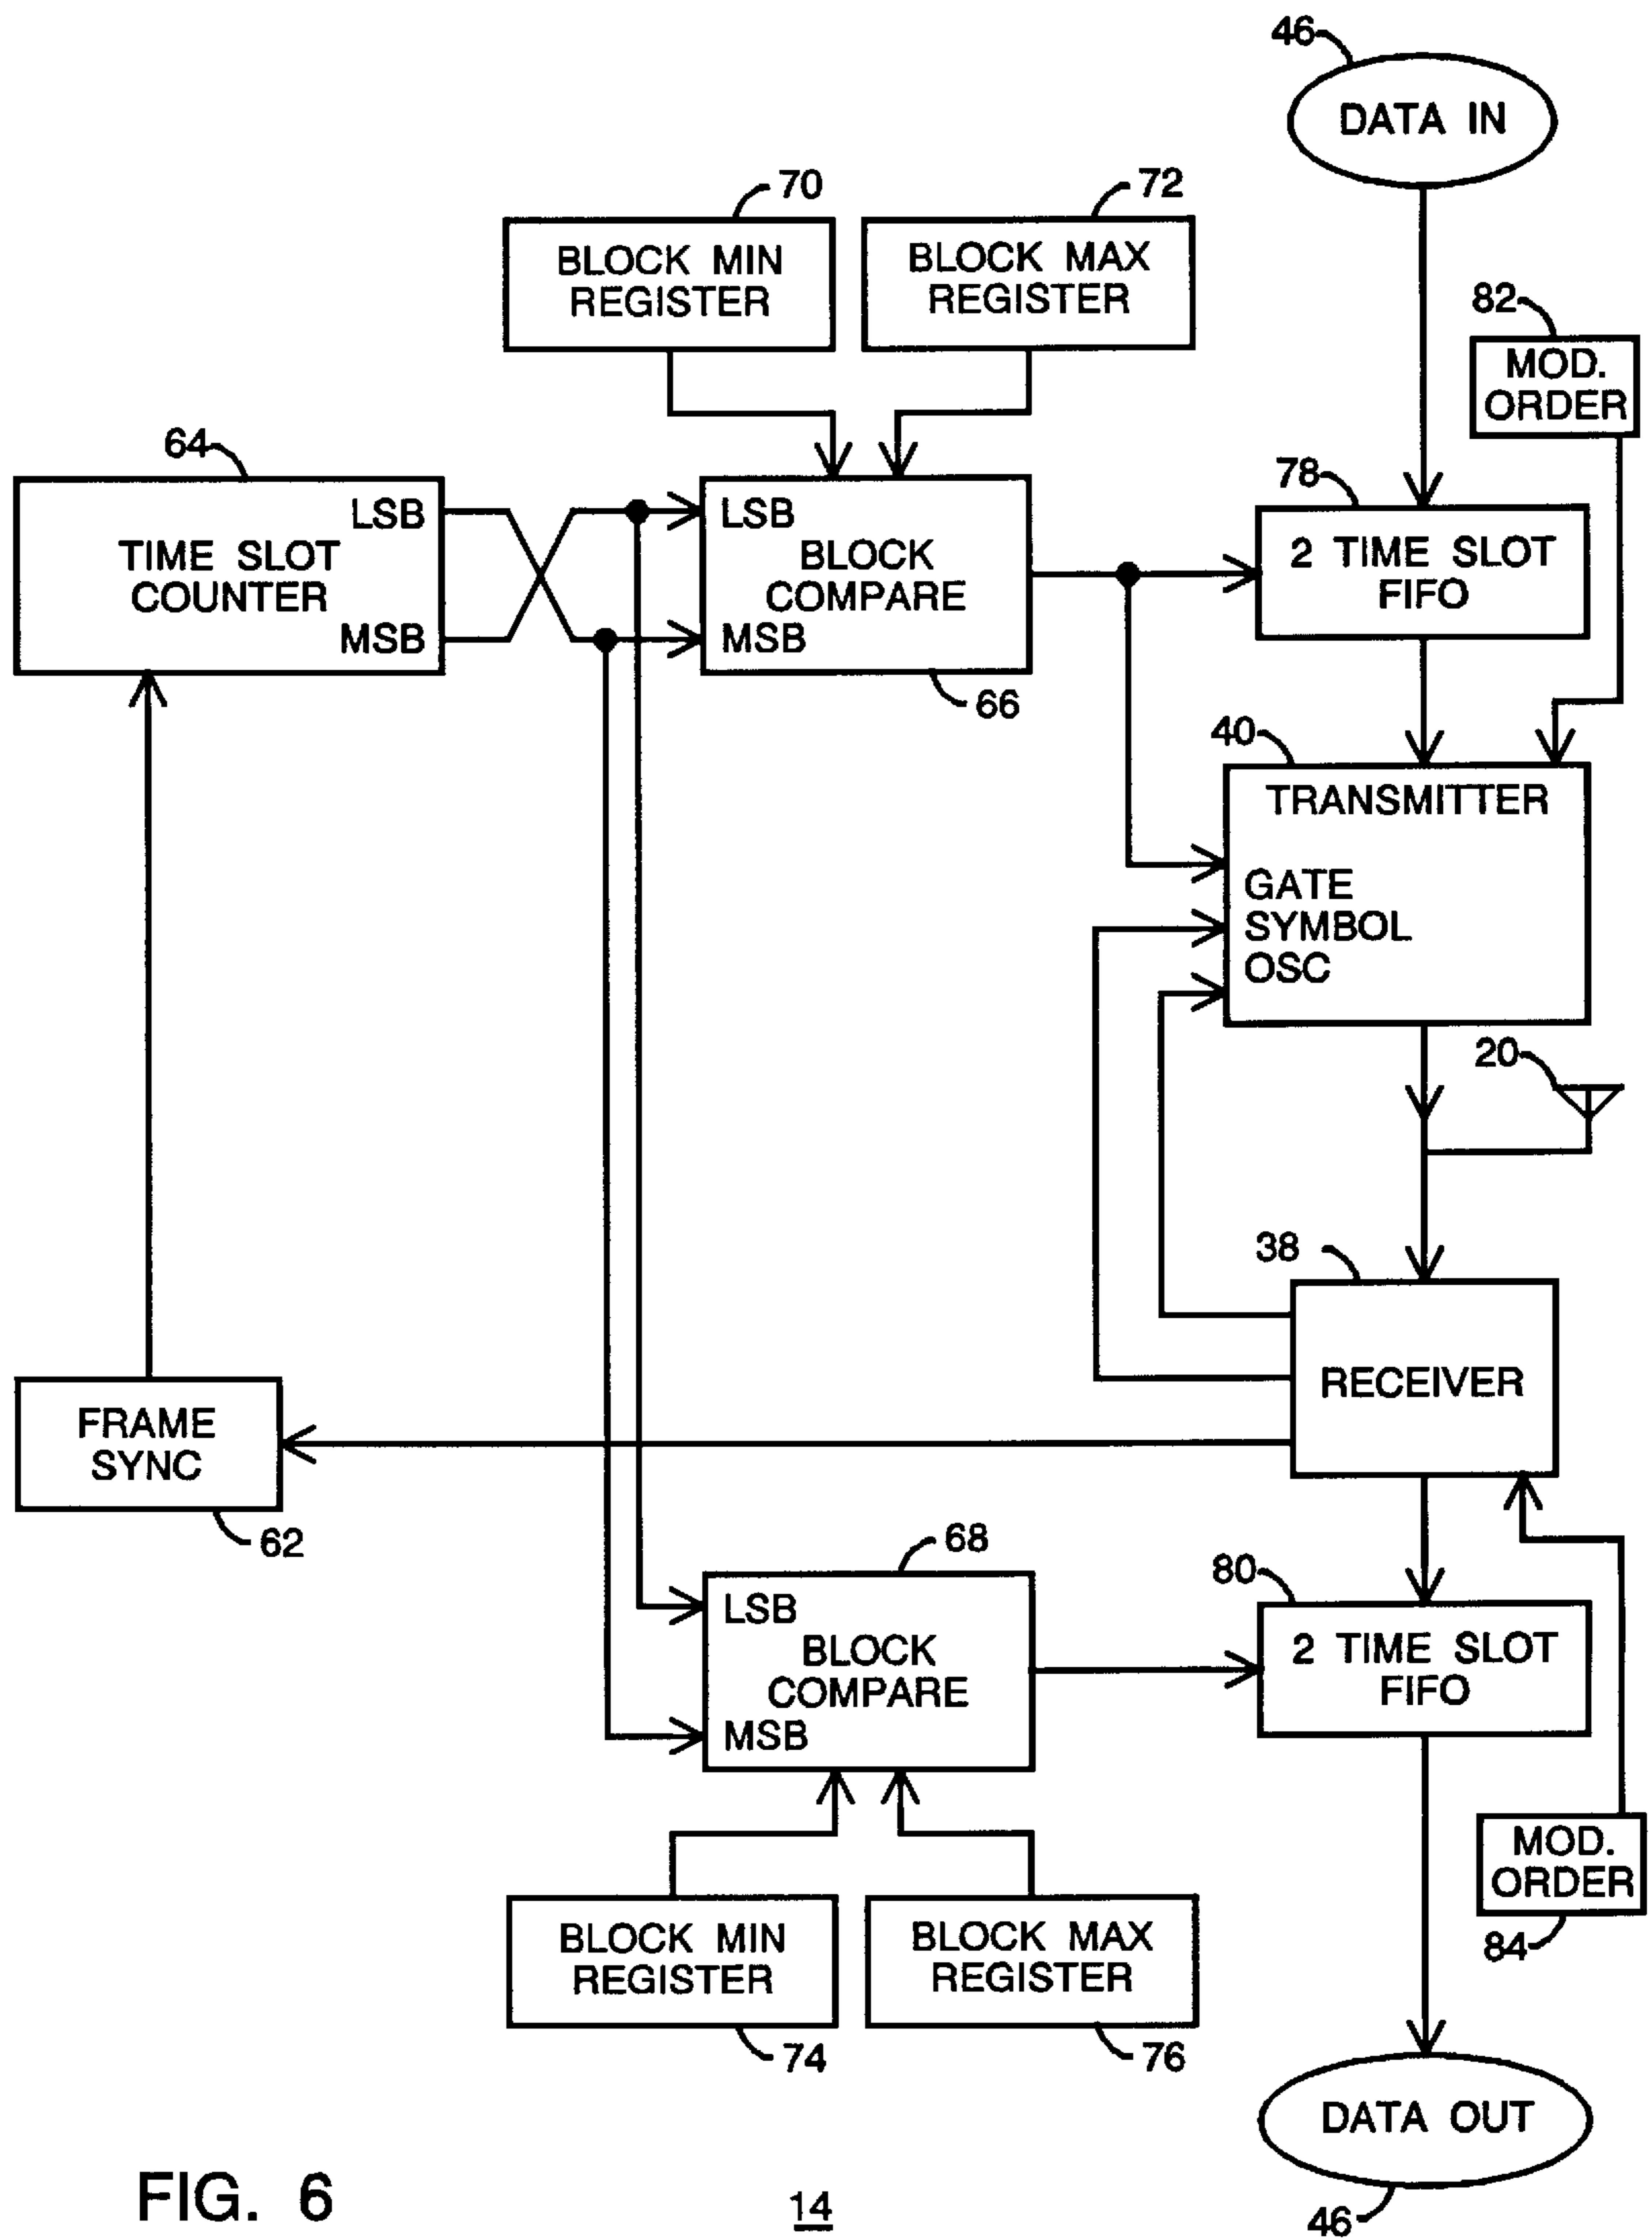 46
DATA IN
70
72
BLOCK MIN
REGISTER
BLOCK MAX
REGISTER
82
MOD.
ORDER
64
78
LSB
TIME SLOT
COUNTER
MSB
LSB
BLOCK
COMPARE
MSB
2 TIME SLOT
FIFO
66
40
TRANSMITTER
GATE
SYMBOL
OSC
20
38
RECEIVER
FRAME
SYNC
62
68
80
LSB
BLOCK
COMPARE
MSB
2 TIME SLOT
FIFO
MOD.
ORDER
84
BLOCK MIN
REGISTER
BLOCK MAX
REGISTER
74
76
DATA OUT
46
FIG. 6
14